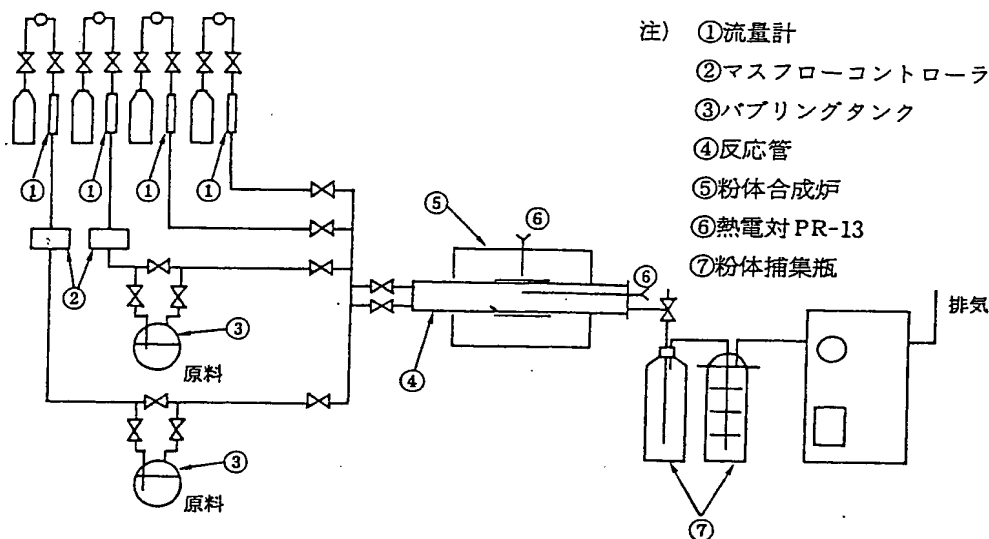 注) ①流量計
②マスフローコントローラ
③バブリングタンク
④反応管
⑤粉体合成炉
⑥熱電対PR-13
⑦粉体捕集瓶
① ① ① ①
②
③
原料
③
原料
⑤ ⑥
⑥
④
⑦
排気